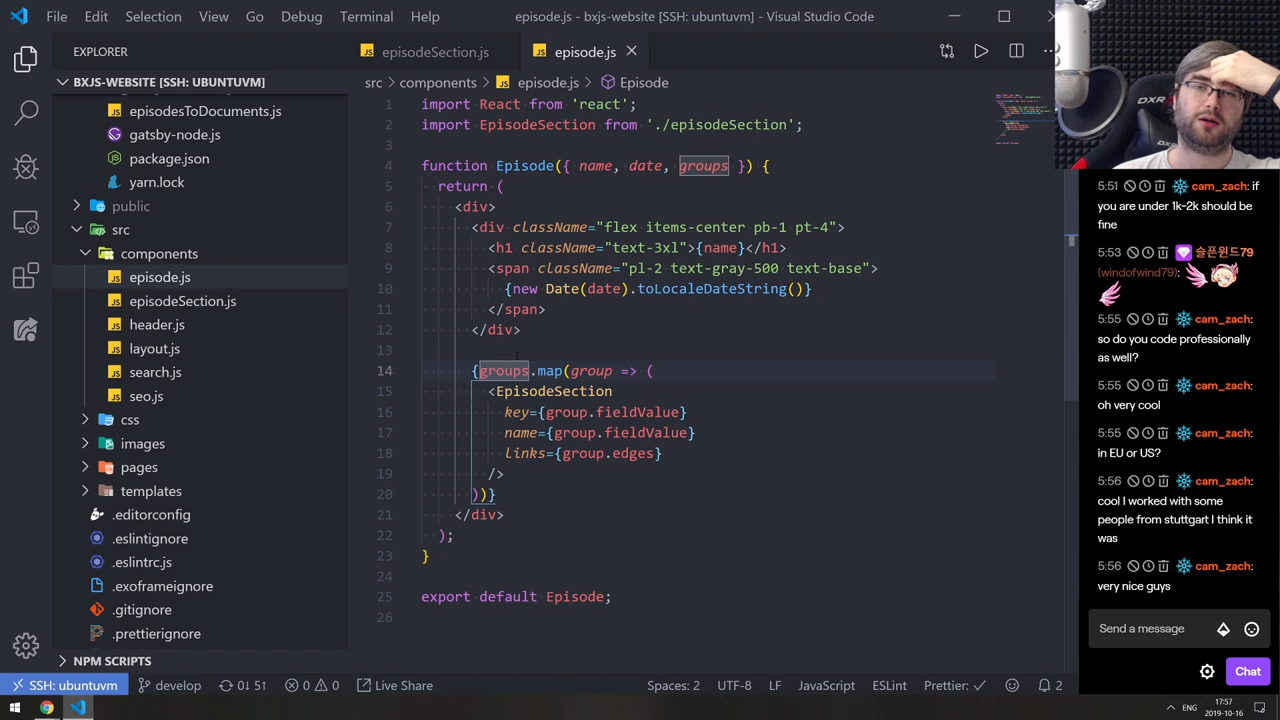 File Edit Selection View Go Debug Terminal Help
episode.js - bxjs-website [SSH: ubuntuvm] - Visual Studio Code
EXPLORER
BXJS-WEBSITE [SSH: UBUNTUVM]
episodesToDocuments.js
gatsby-node.js
package.json
yarn.lock
public
src
components
episode.js
episodeSection.js
header.js
layout.js
search.js
seo.js
css
images
pages
templates
.editorconfig
.eslintignore
.eslintrc.js
.exoframeignore
.gitignore
.prettierignore
NPM SCRIPTS
episodeSection.js
episode.js
src > components > episode.js > Episode
1 import React from 'react';
2 import EpisodeSection from './episodeSection';
3
4 function Episode({ name, date, groups }) {
5 return (
6 <div>
7 <div className="flex items-center pb-1 pt-4">
8 <h1 className="text-3xl">{name}</h1>
9 <span className="pl-2 text-gray-500 text-base">
10 {new Date(date).toLocaleDateString()}
11 </span>
12 </div>
13
14 {groups.map(group => (
15 <EpisodeSection
16 key={group.fieldValue}
17 name={group.fieldValue}
18 links={group.edges}
19 />
20 ))}
21 </div>
22 );
23 }
24
25 export default Episode;
26
DXR
5:51 cam_zach: if
you are under 1k-2k should be
fine
5:53 슬픈윈드79
(windofwind79):
5:55 cam_zach:
so do you code professionally
as well?
5:55 cam_zach:
oh very cool
5:55 cam_zach:
in EU or US?
5:56 cam_zach:
cool I worked with some
people from stuttgart I think it
was
5:56 cam_zach:
very nice guys
Send a message
Chat
SSH: ubuntuvm
develop
0↓ 5↑
0 0
Live Share
Spaces: 2
UTF-8
LF
JavaScript
ESLint
Prettier: ✓
2
ENG
17:57
2019-10-16